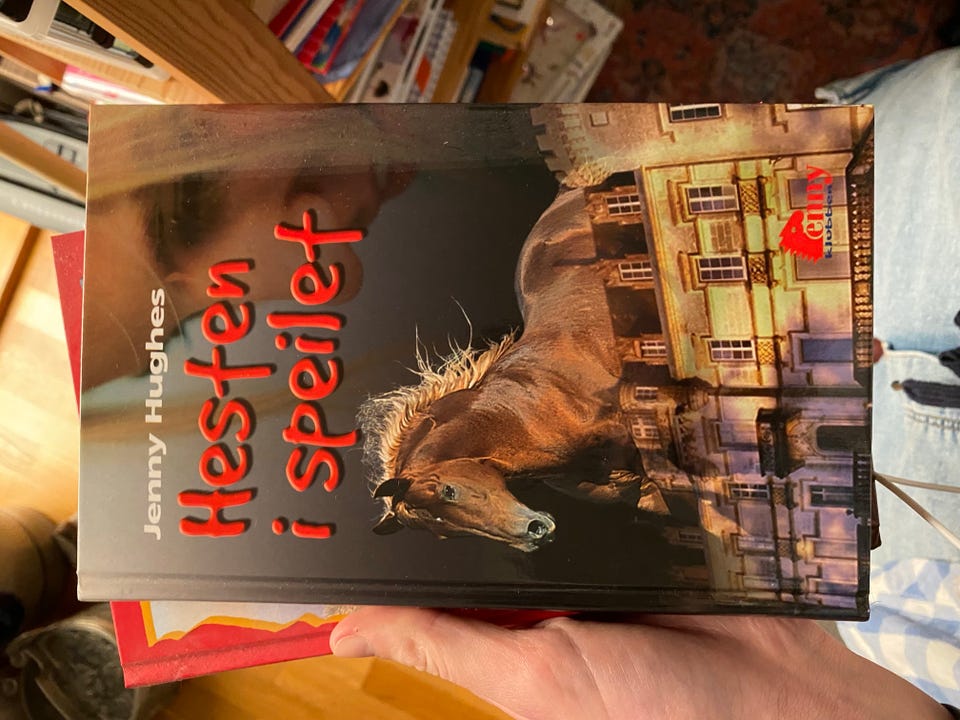 Jenny Hughes
Hesten
i speilet
Penny
klubben